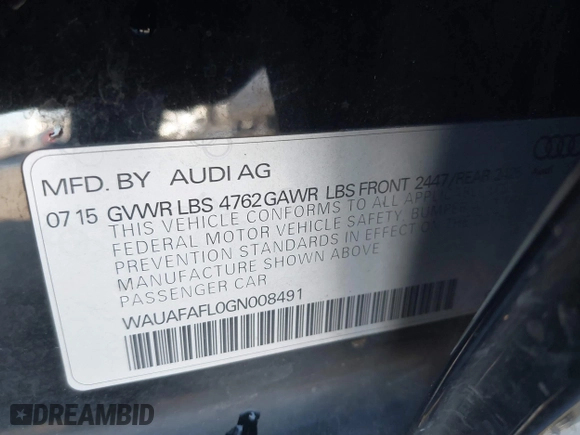 MFD. BY AUDI AG
07 15 GVWR LBS 4762 GAWR LBS FRONT 2447/REAR
THIS VEHICLE CONFORMS TO ALL
FEDERAL MOTOR VEHICLE SAFETY,
PREVENTION STANDARDS IN EFFECT
MANUFACTURE SHOWN ABOVE
PASSENGER CAR
WAUAFAFL0GN008491
DREAMBID